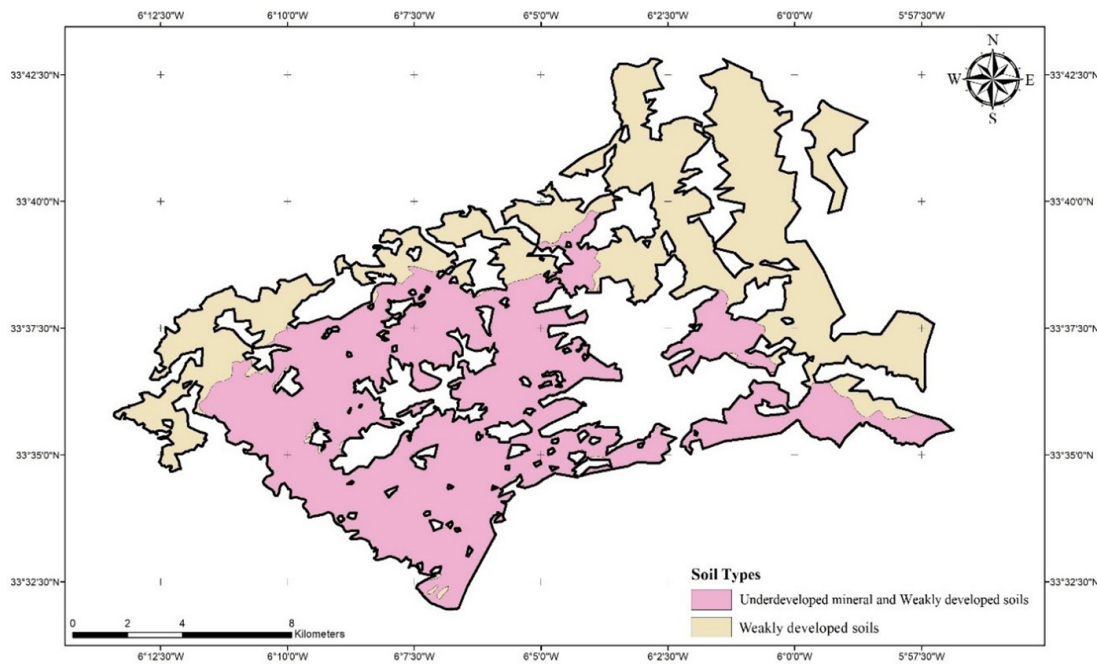 6°12'30"W 6°10'0"W 6°7'30"W 6°5'0"W 6°2'30"W 6°0'0"W 5°57'30"W
N
33°42'30"N 33°42'30"N
W E
S
33°40'0"N 33°40'0"N
33°37'30"N 33°37'30"N
33°35'0"N 33°35'0"N
33°32'30"N 33°32'30"N
Soil Types
Underdeveloped mineral and Weakly developed soils
Weakly developed soils
0 2 4 8
Kilometers
6°12'30"W 6°10'0"W 6°7'30"W 6°5'0"W 6°2'30"W 6°0'0"W 5°57'30"W